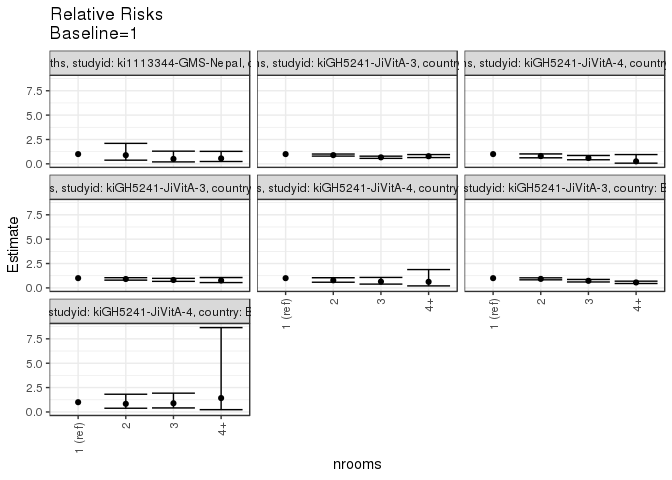 Relative Risks
Baseline=1
ths, studyid: ki1113344-GMS-Nepal,
ns, studyid: kiGH5241-JiVitA-3, country
ns, studyid: kiGH5241-JiVitA-4, country
7.5
5.0
2.5
0.0
s, studyid: kiGH5241-JiVitA-3, country
s, studyid: kiGH5241-JiVitA-4, country
studyid: kiGH5241-JiVitA-3, country: B
7.5
5.0
2.5
0.0
Estimate
1 (ref)
2
3
4+
1 (ref)
2
3
4+
studyid: kiGH5241-JiVitA-4, country: B
7.5
5.0
2.5
0.0
1 (ref)
2
3
4+
nrooms